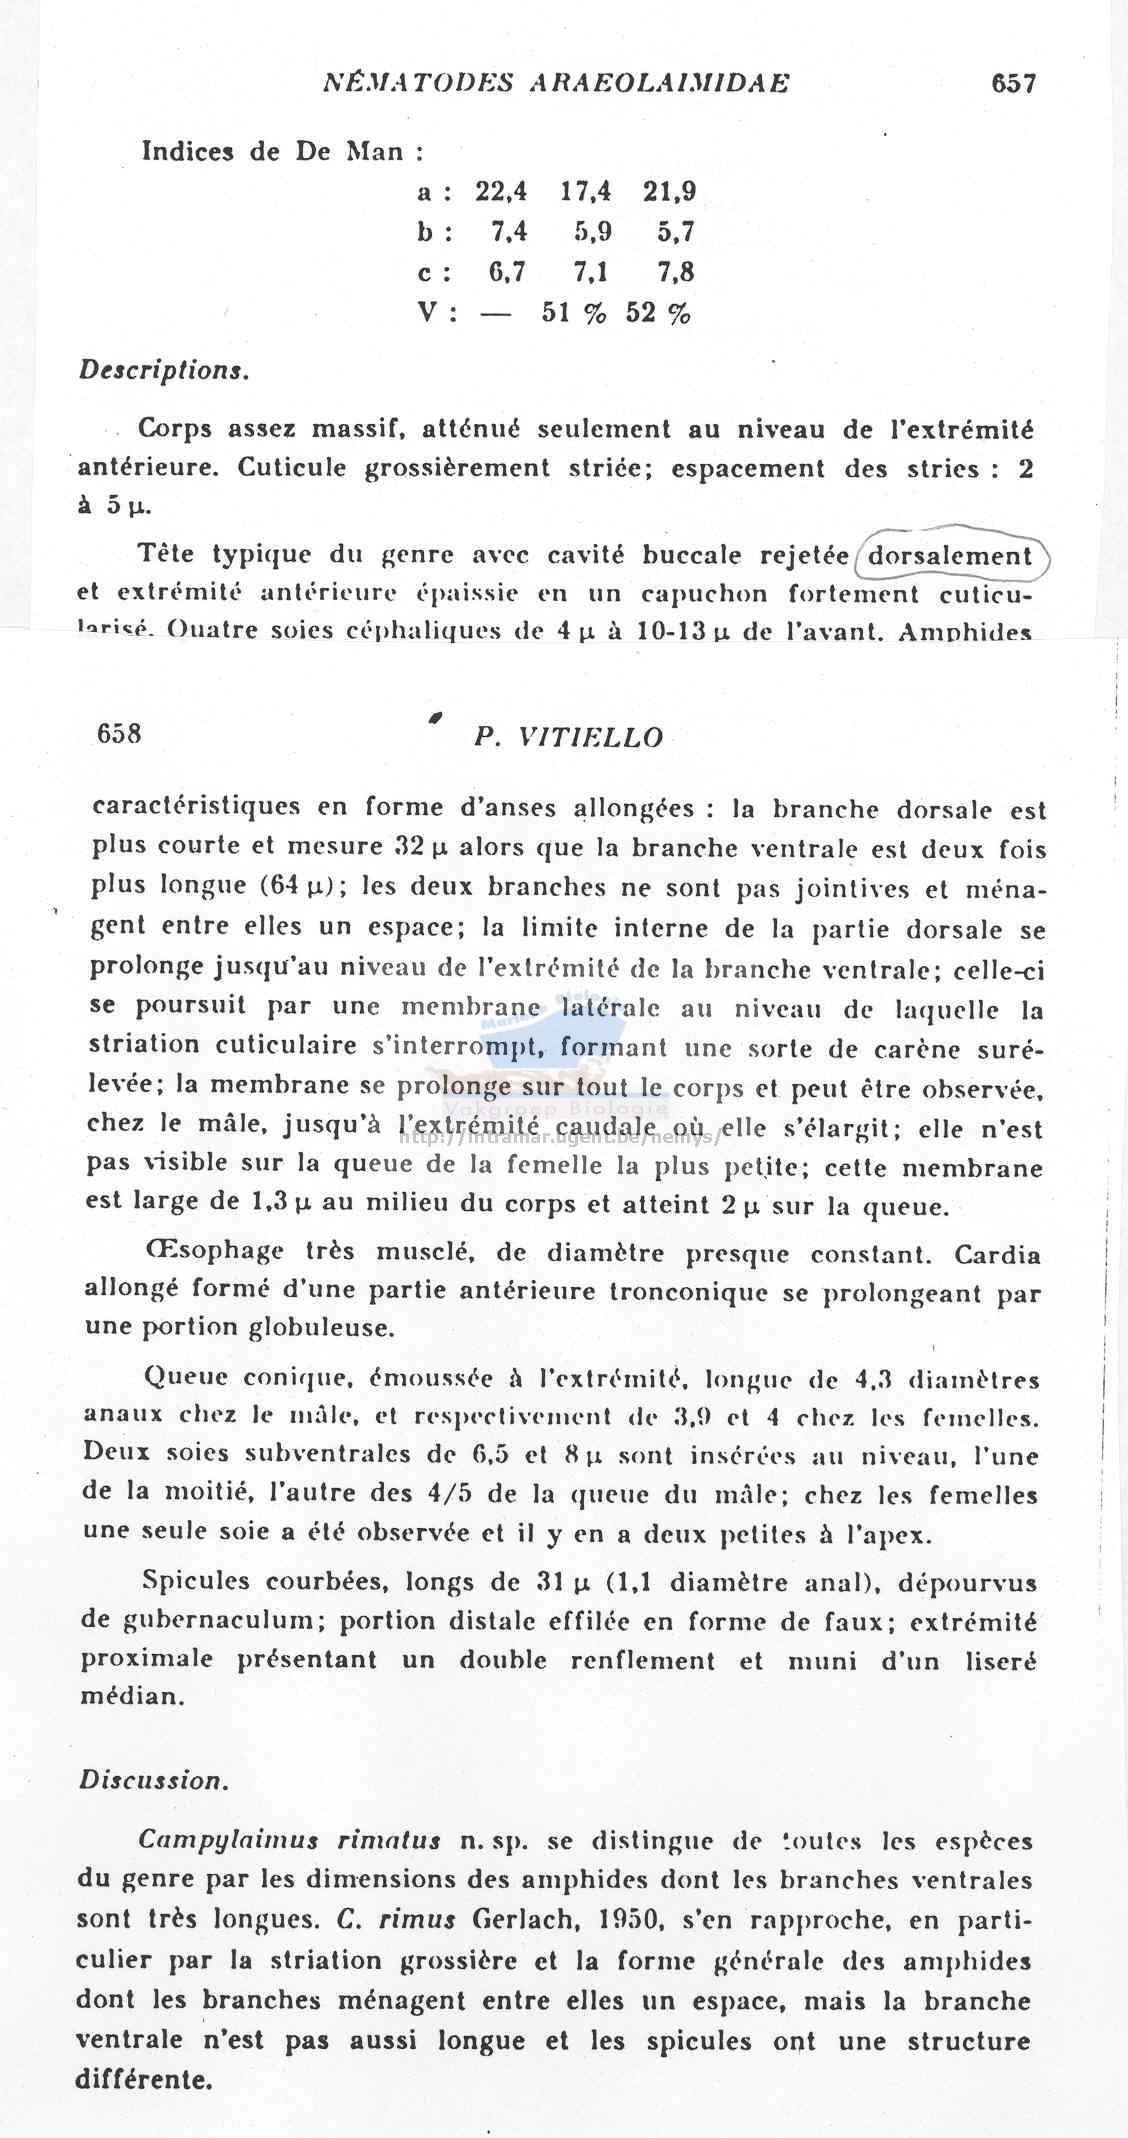 NÉMATODES ARAEOLAIMIDAE 657
Indices de De Man :
a : 22,4 17,4 21,9
b : 7,4 5,9 5,7
c : 6,7 7,1 7,8
V : — 51 % 52 %
Descriptions.
Corps assez massif, atténué seulement au niveau de l'extrémité
antérieure. Cuticule grossièrement striée; espacement des stries : 2
à 5 μ.
Tête typique du genre avec cavité buccale rejetée dorsalement
et extrémité antérieure épaissie en un capuchon fortement cuticu-
larisé. Quatre soies céphaliques de 4 μ à 10-13 μ de l'avant. Amphides
658 P. VITIELLO
caractéristiques en forme d'anses allongées : la branche dorsale est
plus courte et mesure 32 μ alors que la branche ventrale est deux fois
plus longue (64 μ); les deux branches ne sont pas jointives et ména-
gent entre elles un espace; la limite interne de la partie dorsale se
prolonge jusqu'au niveau de l'extrémité de la branche ventrale; celle-ci
se poursuit par une membrane latérale au niveau de laquelle la
striation cuticulaire s'interrompt, formant une sorte de carène suré-
levée; la membrane se prolonge sur tout le corps et peut être observée,
chez le mâle, jusqu'à l'extrémité caudale où elle s'élargit; elle n'est
pas visible sur la queue de la femelle la plus petite; cette membrane
est large de 1,3 μ au milieu du corps et atteint 2 μ sur la queue.
Œsophage très musclé, de diamètre presque constant. Cardia
allongé formé d'une partie antérieure tronconique se prolongeant par
une portion globuleuse.
Queue conique, émoussée à l'extrémité, longue de 4,3 diamètres
anaux chez le mâle, et respectivement de 3,9 et 4 chez les femelles.
Deux soies subventrales de 6,5 et 8 μ sont insérées au niveau, l'une
de la moitié, l'autre des 4/5 de la queue du mâle; chez les femelles
une seule soie a été observée et il y en a deux petites à l'apex.
Spicules courbées, longs de 31 μ (1,1 diamètre anal), dépourvus
de gubernaculum; portion distale effilée en forme de faux; extrémité
proximale présentant un double renflement et muni d'un liseré
médian.
Discussion.
Campylaimus rimatus n. sp. se distingue de toutes les espèces
du genre par les dimensions des amphides dont les branches ventrales
sont très longues. C. rimus Gerlach, 1950, s'en rapproche, en parti-
culier par la striation grossière et la forme générale des amphides
dont les branches ménagent entre elles un espace, mais la branche
ventrale n'est pas aussi longue et les spicules ont une structure
différente.
Vakgroep Biologie
http://intramar.ugent.be/nemys/